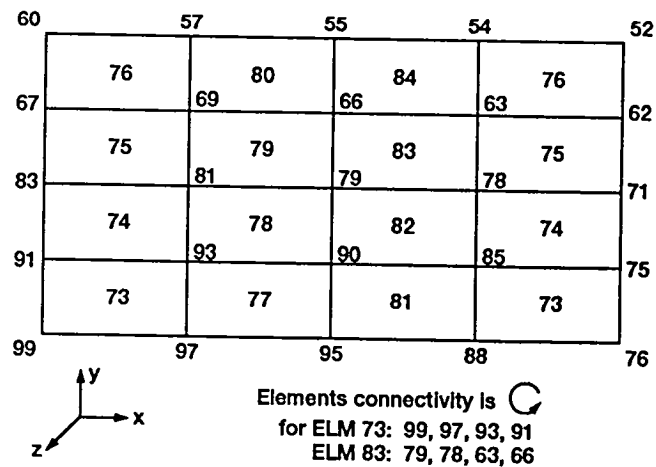 60 57 55 54 52
76 80 84 76
67 69 66 63 62
75 79 83 75
83 81 79 78 71
74 78 82 74
91 93 90 85 75
73 77 81 73
99 97 95 88 76
y
x
z
Elements connectivity is
for ELM 73: 99, 97, 93, 91
ELM 83: 79, 78, 63, 66